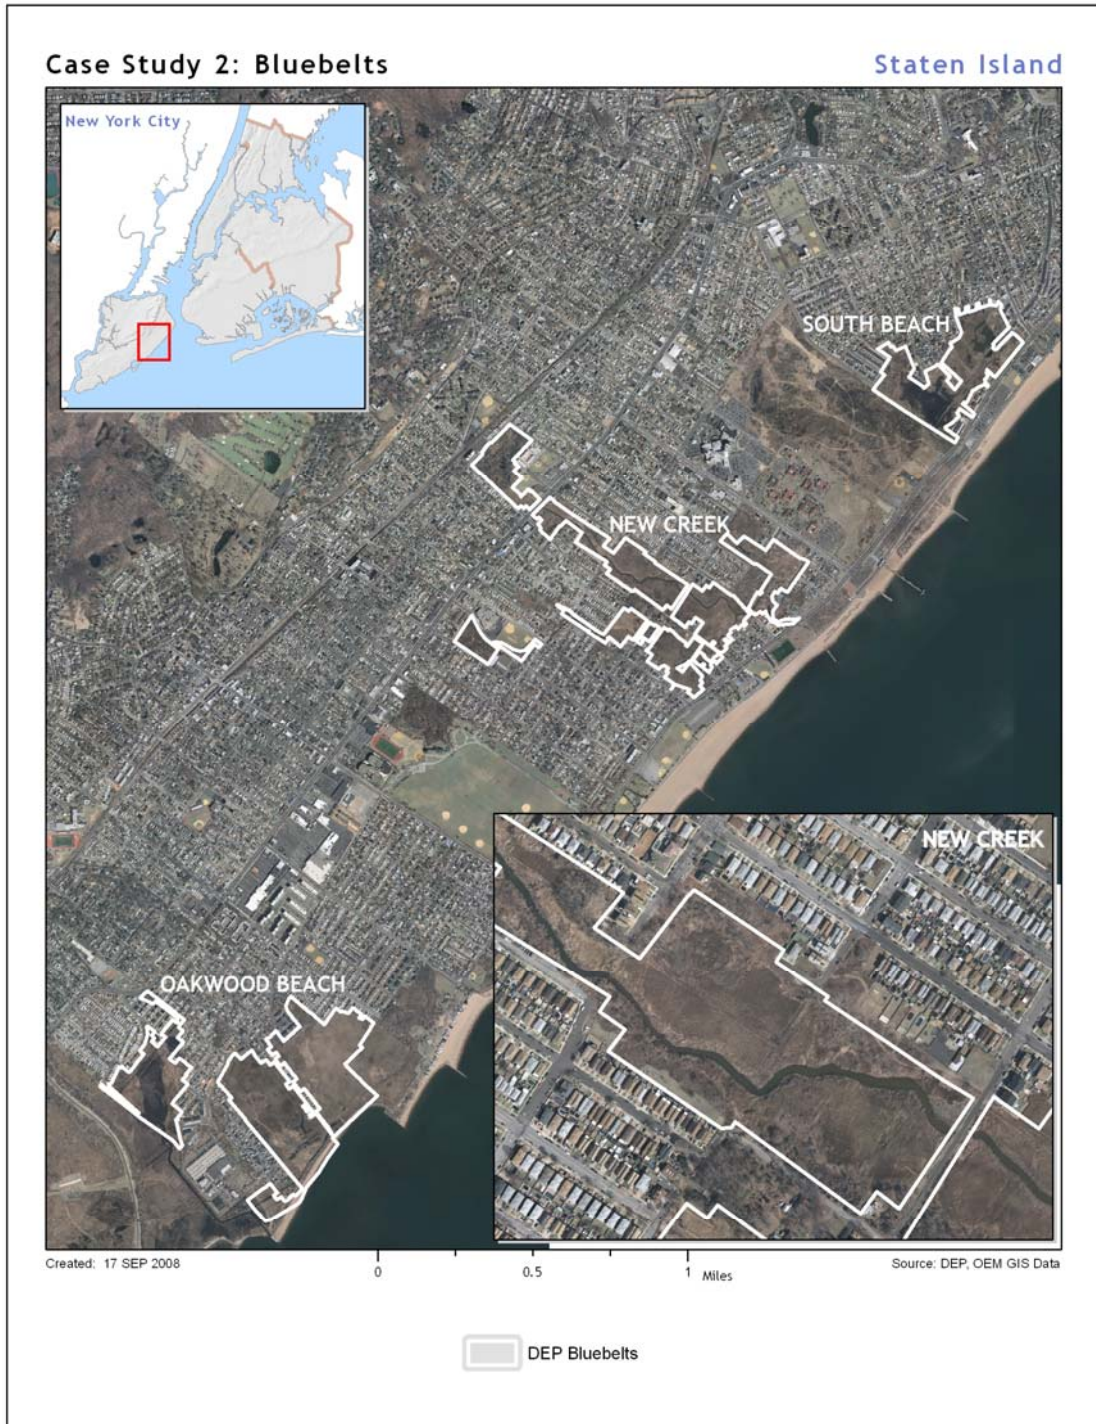 Case Study 2: Bluebelts
Staten Island
New York City
SOUTH BEACH
NEW CREEK
NEW CREEK
OAKWOOD BEACH
Created: 17 SEP 2008
0 0.5 1 Miles
Source: DEP, OEM GIS Data
DEP Bluebelts